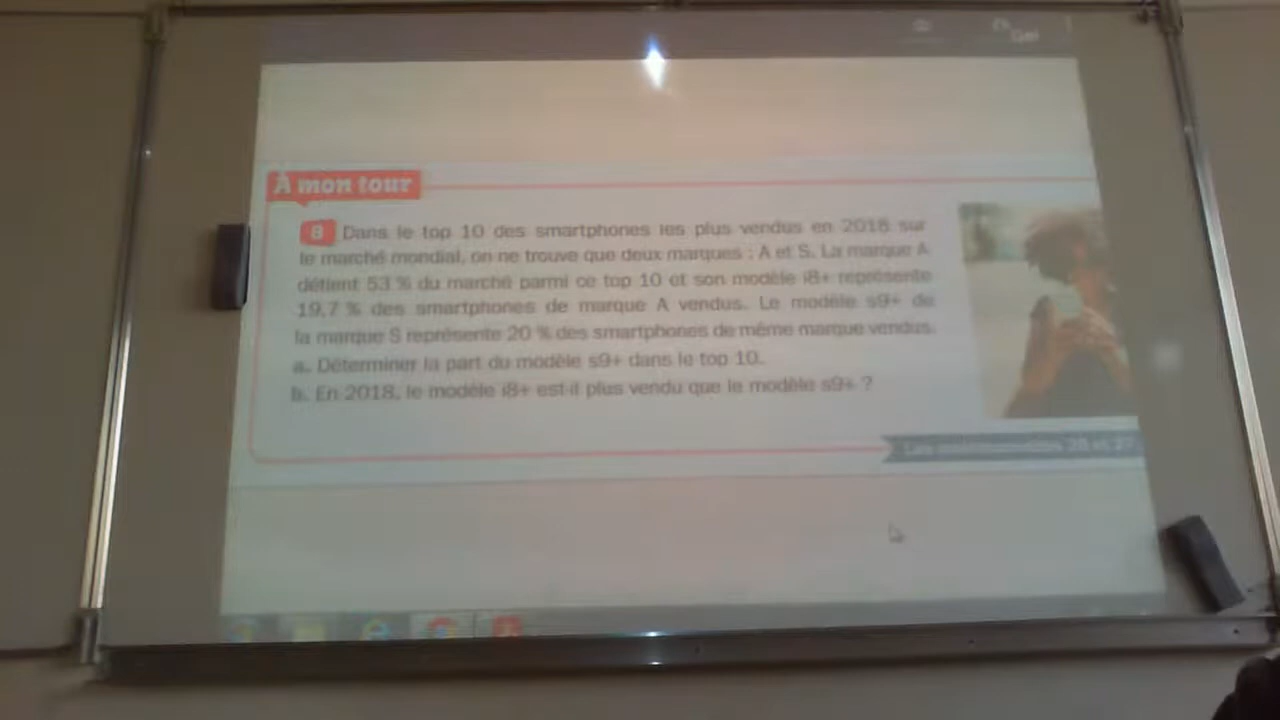 À mon tour
8 Dans le top 10 des smartphones les plus vendus en 2018 sur
le marché mondial, on ne trouve que deux marques : A et S. La marque A
détient 53 % du marché parmi ce top 10 et son modèle i8+ représente
19,7 % des smartphones de marque A vendus. Le modèle s9+ de
la marque S représente 20 % des smartphones de même marque vendus.
a. Déterminer la part du modèle s9+ dans le top 10.
b. En 2018, le modèle i8+ est-il plus vendu que le modèle s9+ ?